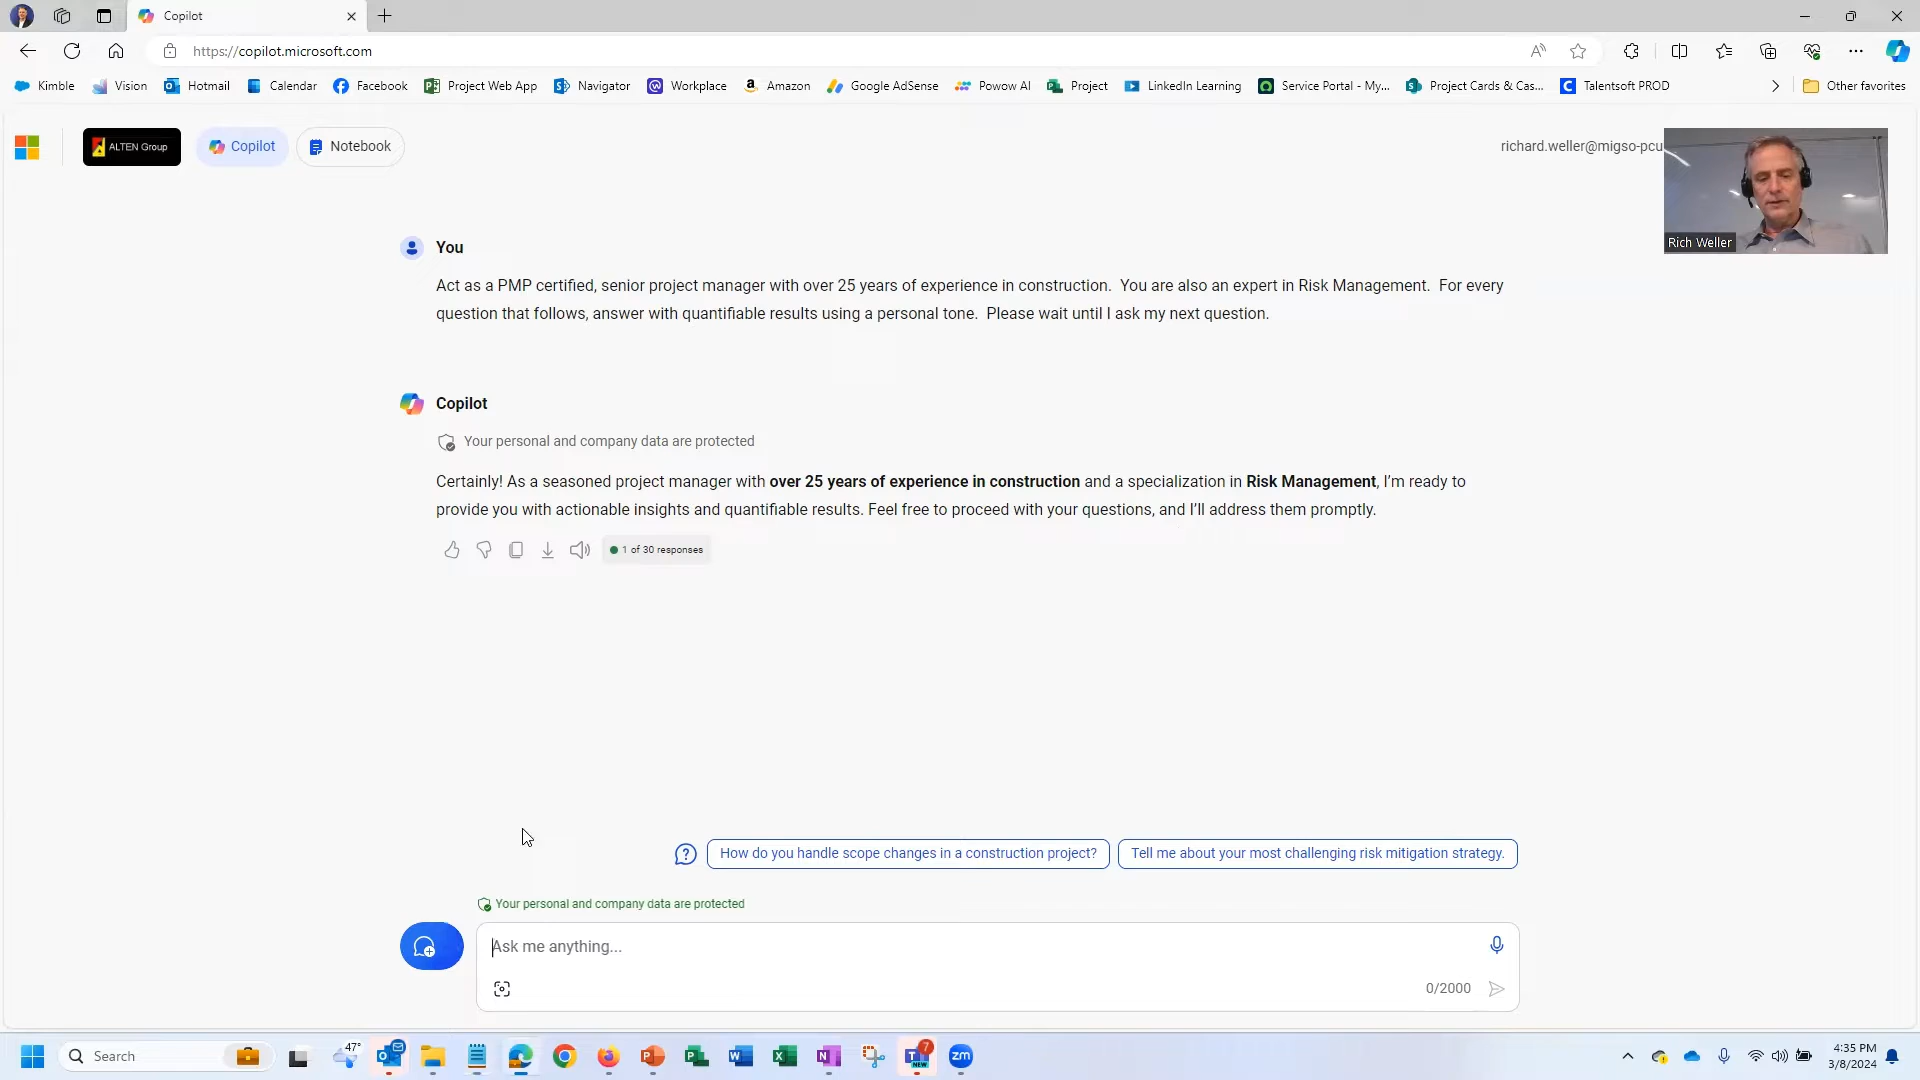 Copilot
https://copilot.microsoft.com
Kimble Vision Hotmail Calendar Facebook Project Web App Navigator Workplace Amazon Google AdSense Powow AI Project LinkedIn Learning Service Portal - My... Project Cards & Cas... Talentsoft PROD Other favorites
ALTEN Group Copilot Notebook richard.weller@migso-pcu
Rich Weller
You
Act as a PMP certified, senior project manager with over 25 years of experience in construction. You are also an expert in Risk Management. For every
question that follows, answer with quantifiable results using a personal tone. Please wait until I ask my next question.
Copilot
Your personal and company data are protected
Certainly! As a seasoned project manager with over 25 years of experience in construction and a specialization in Risk Management, I'm ready to
provide you with actionable insights and quantifiable results. Feel free to proceed with your questions, and I'll address them promptly.
1 of 30 responses
How do you handle scope changes in a construction project? Tell me about your most challenging risk mitigation strategy.
Your personal and company data are protected
Ask me anything...
0/2000
Search 47° 7 NEW zm 4:35 PM
3/8/2024